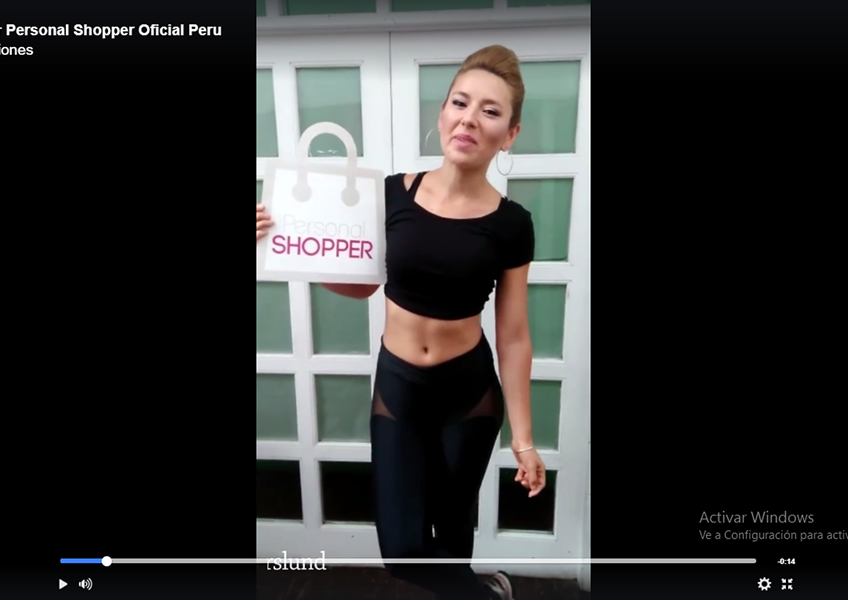 Personal Shopper Oficial Peru
iones
Personal
SHOPPER
Activar Windows
Ve a Configuración para activ
rslund
-0:14